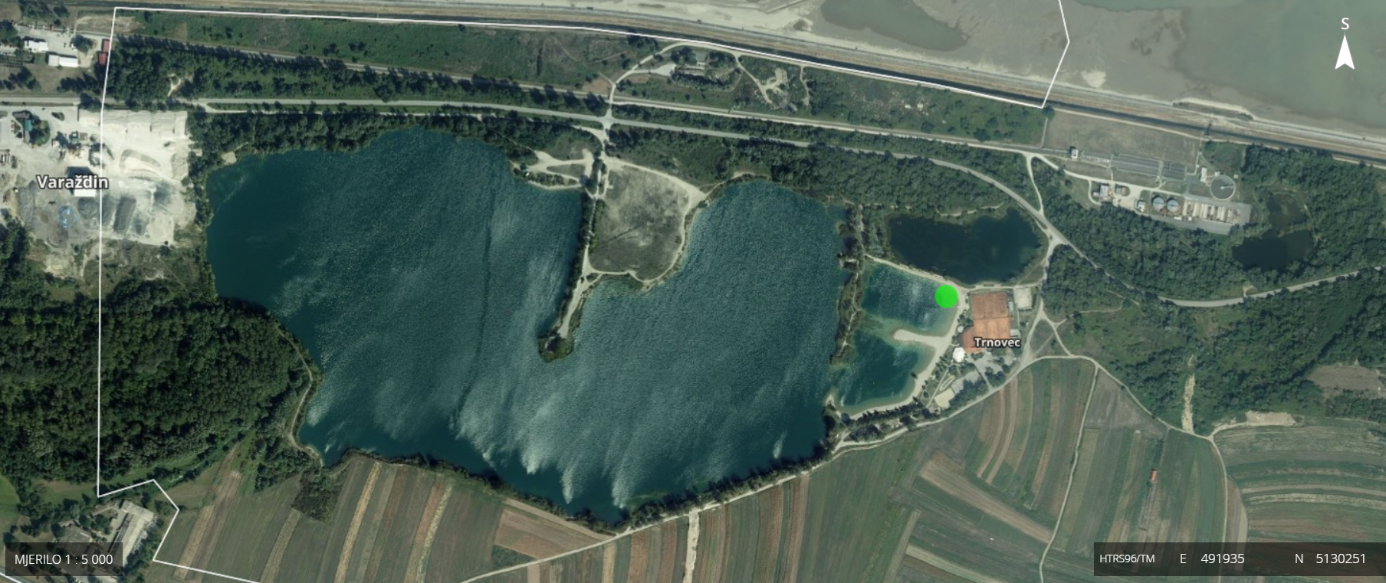 S
Varaždin
Trnovec
MJERILO 1 : 5 000
HTRS96/TM E 491935 N 5130251